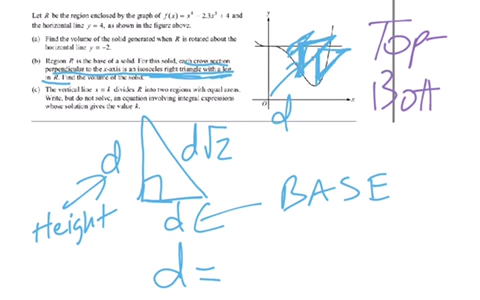 Let R be the region enclosed by the graph of f(x) = x⁴ − 2.3x³ + 4 and
the horizontal line y = 4, as shown in the figure above.
(a) Find the volume of the solid generated when R is rotated about the
horizontal line y = −2.
(b) Region R is the base of a solid. For this solid, each cross section
perpendicular to the x-axis is an isosceles right triangle with a leg
in R. Find the volume of the solid.
(c) The vertical line x = k divides R into two regions with equal areas.
Write, but do not solve, an equation involving integral expressions
whose solution gives the value k.
y
x
O
d
Top
Bott
d
d√2
Height
d
BASE
d =